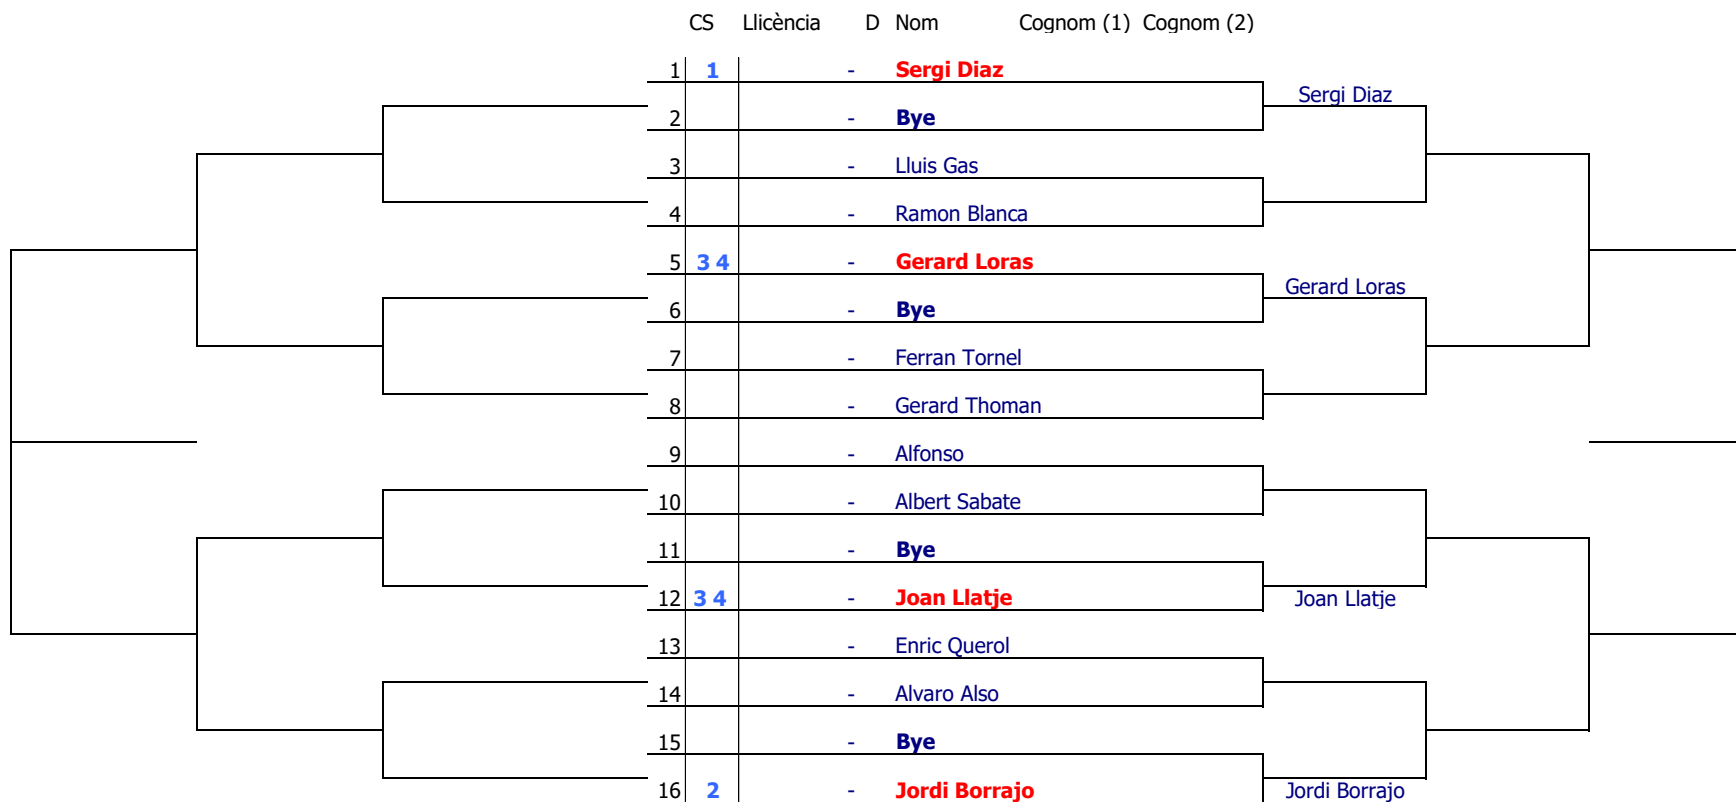 CS Llicència D Nom Cognom (1) Cognom (2)
1 1 - Sergi Diaz
Sergi Diaz
2 - Bye
3 - Lluis Gas
4 - Ramon Blanca
5 3 4 - Gerard Loras
Gerard Loras
6 - Bye
7 - Ferran Tornel
8 - Gerard Thoman
9 - Alfonso
10 - Albert Sabate
11 - Bye
12 3 4 - Joan Llatje Joan Llatje
13 - Enric Querol
14 - Alvaro Also
15 - Bye
16 2 - Jordi Borrajo Jordi Borrajo